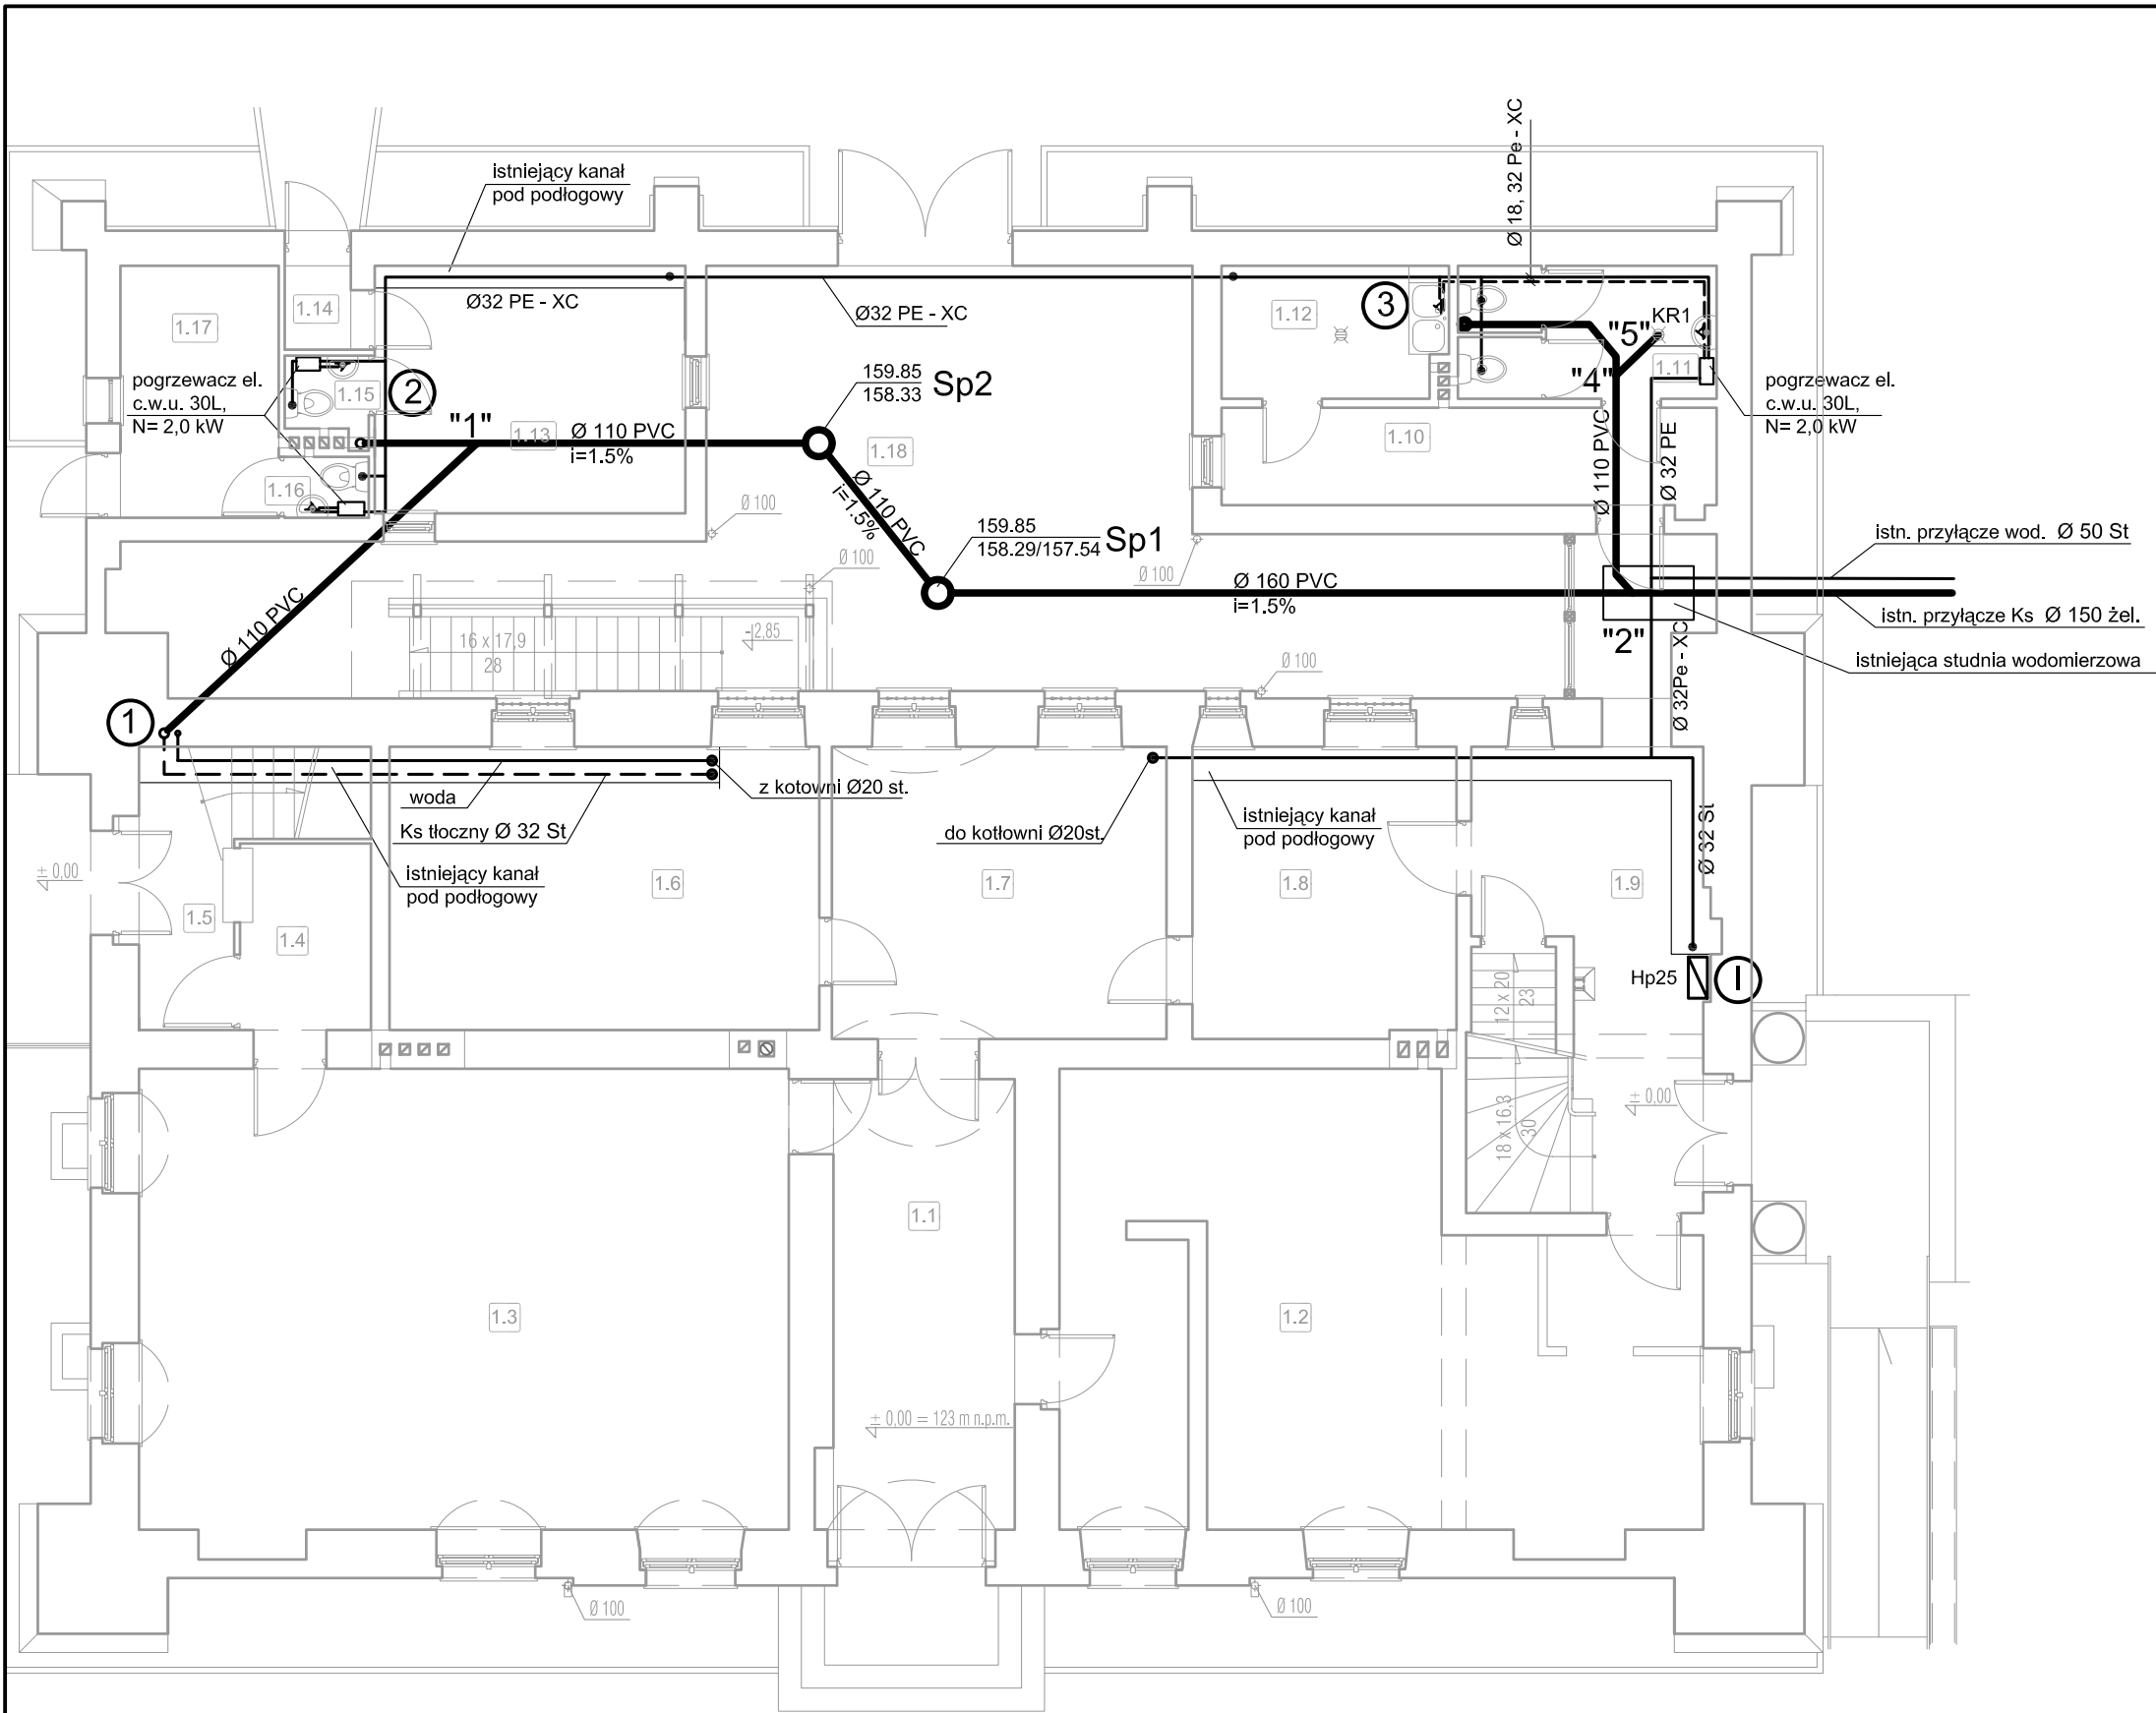 Ø 18, 32 Pe - XC
istniejący kanał
pod podłogowy
Ø32 PE - XC
Ø32 PE - XC
1.17
1.14
1.12
3
"5"
KR1
159.85
158.33
Sp2
pogrzewacz el.
c.w.u. 30L,
N= 2,0 kW
1.15
2
"4"
1.11
pogrzewacz el.
c.w.u. 30L,
N= 2,0 kW
"1"
1.13
Ø 110 PVC
i=1.5%
1.18
1.10
Ø 110 PVC
Ø 32 PE
1.16
Ø 100
Ø 110 PVC
i=1.5%
159.85
158.29/157.54
Sp1
istn. przyłącze wod. Ø 50 St
Ø 100
Ø 100
Ø 160 PVC
i=1.5%
istn. przyłącze Ks Ø 150 żel.
Ø 110 PVC
16 x 17,9
28
-2,85
"2"
Ø 32Pe - XC
istniejąca studnia wodomierzowa
Ø 100
1
woda
z kotowni Ø20 st.
Ks tłoczny Ø 32 St
do kotłowni Ø20st.
istniejący kanał
pod podłogowy
Ø 32 St
istniejący kanał
pod podłogowy
± 0,00
1.6
1.7
1.8
1.9
1.5
1.4
Hp25
I
12 x 20
23
18 x 16,3
30
± 0,00
1.1
1.3
1.2
± 0,00 = 123 m n.p.m.
Ø 100
Ø 100